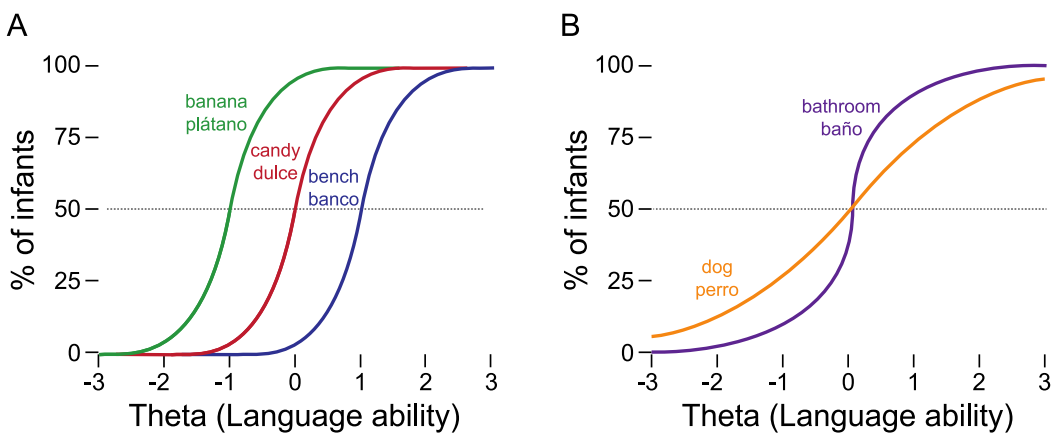 A
% of infants
100
75
50
25
0
banana
plátano
candy
dulce
bench
banco
-3
-2
-1
0
1
2
3
Theta (Language ability)
B
% of infants
100
75
50
25
0
bathroom
baño
dog
perro
-3
-2
-1
0
1
2
3
Theta (Language ability)